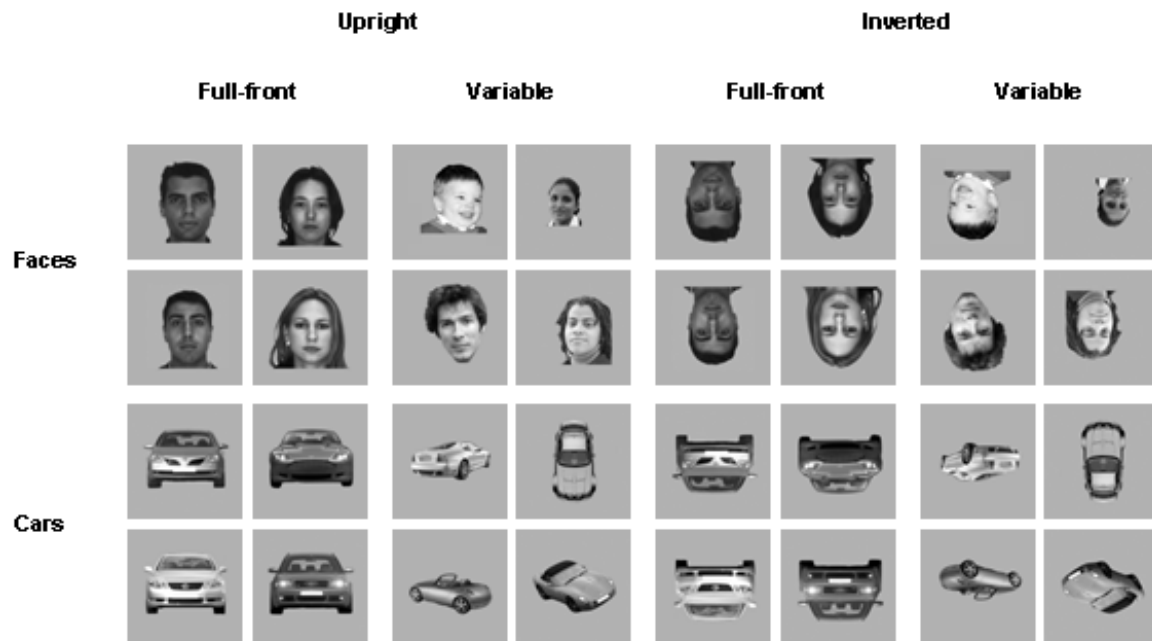 Upright Inverted
Full-front Variable Full-front Variable
Faces
Cars